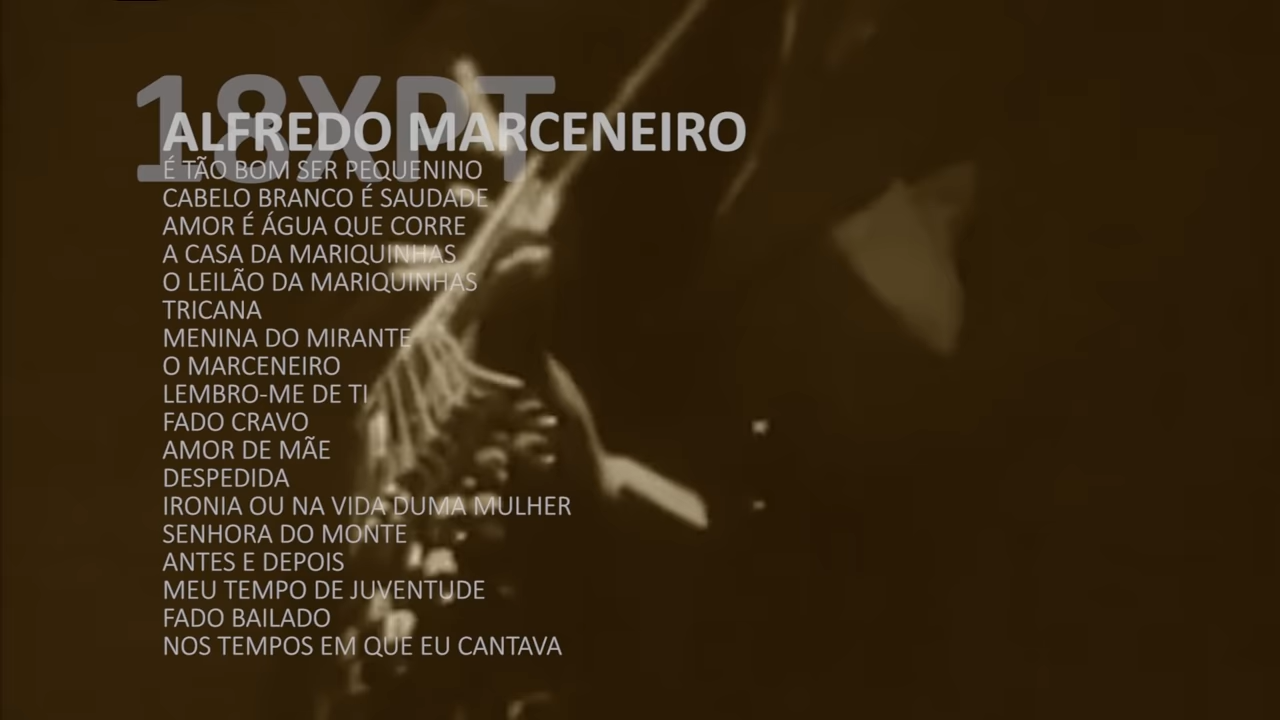 18XPT
ALFREDO MARCENEIRO
É TÃO BOM SER PEQUENINO
CABELO BRANCO É SAUDADE
AMOR É ÁGUA QUE CORRE
A CASA DA MARIQUINHAS
O LEILÃO DA MARIQUINHAS
TRICANA
MENINA DO MIRANTE
O MARCENEIRO
LEMBRO-ME DE TI
FADO CRAVO
AMOR DE MÃE
DESPEDIDA
IRONIA OU NA VIDA DUMA MULHER
SENHORA DO MONTE
ANTES E DEPOIS
MEU TEMPO DE JUVENTUDE
FADO BAILADO
NOS TEMPOS EM QUE EU CANTAVA